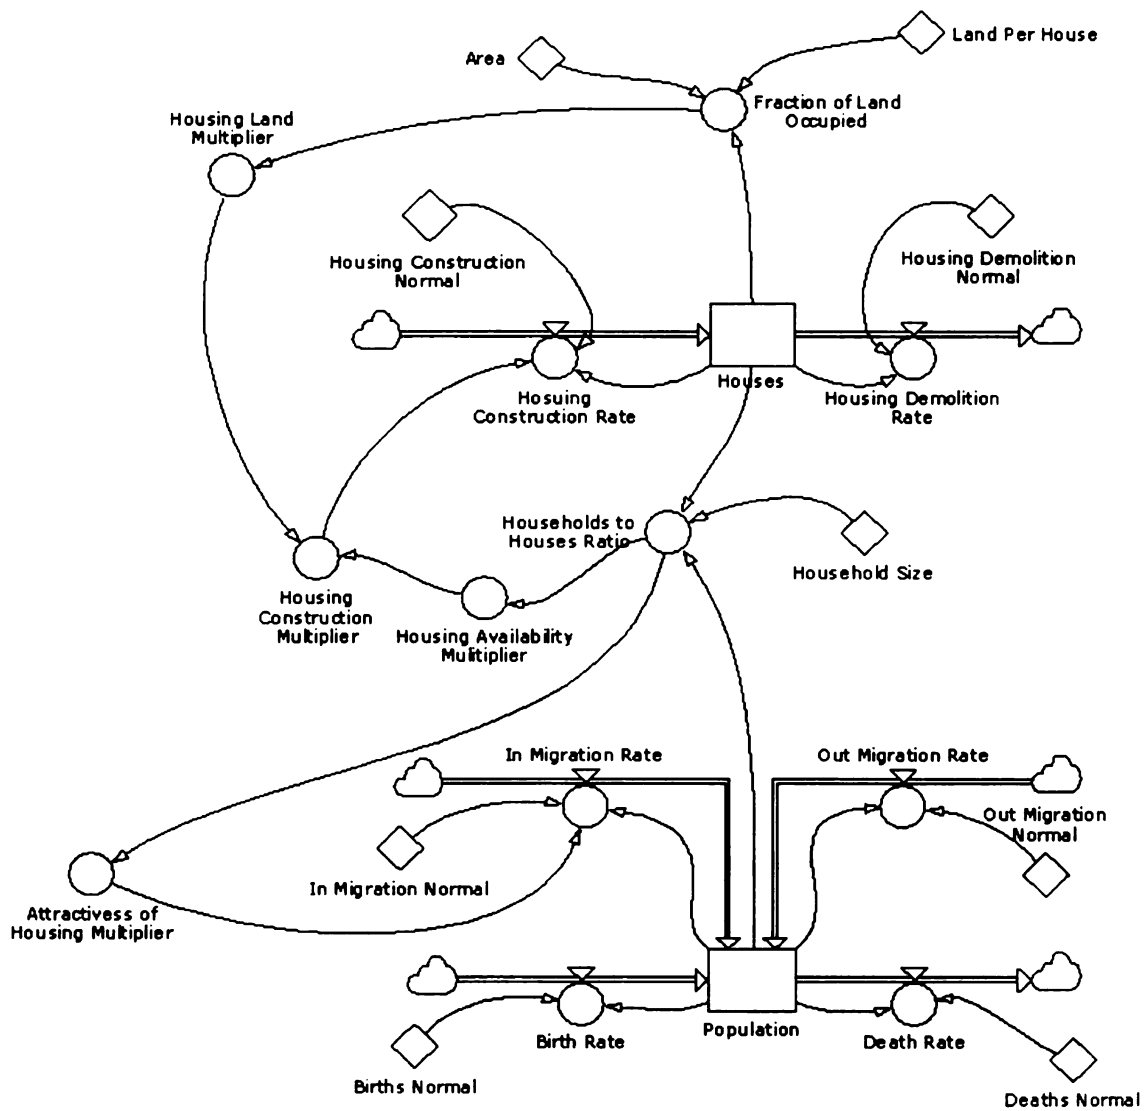 Land Per House
Area
Fraction of Land
Occupied
Housing Land
Multiplier
Housing Construction
Normal
Housing Demolition
Normal
Houses
Hosuing
Construction Rate
Housing Demolition
Rate
Households to
Houses Ratio
Household Size
Housing
Construction
Multiplier
Housing Availability
Mulitiplier
In Migration Rate
Out Migration Rate
Out Migration
Normal
In Migration Normal
Attractivess of
Housing Multiplier
Population
Birth Rate
Death Rate
Births Normal
Deaths Normal